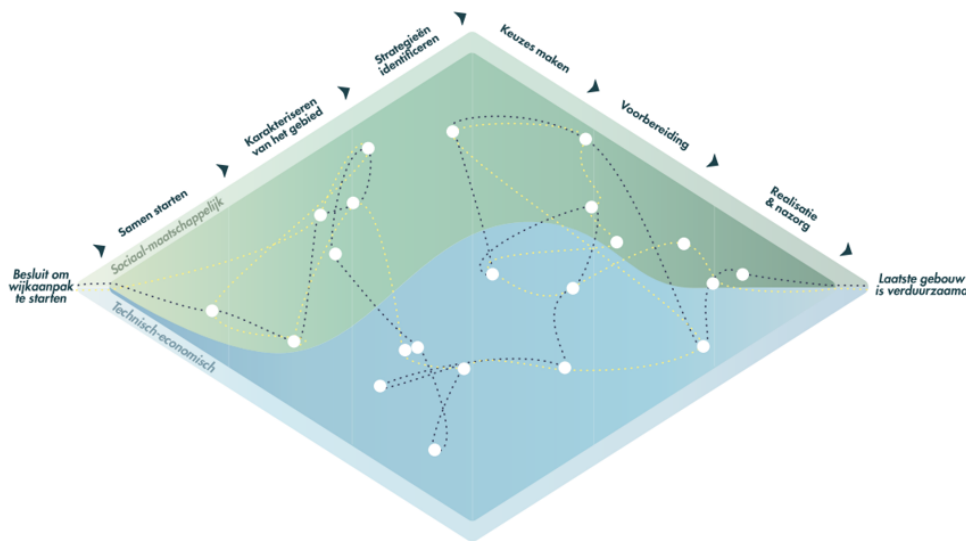 Strategieën
identificeren
Keuzes maken
Karakteriseren
van het gebied
Voorbereiding
Samen starten
Realisatie
& nazorg
Sociaal-maatschappelijk
Besluit om
wijkaanpak
te starten
Laatste gebouw
is verduurzaamd
Technisch-economisch